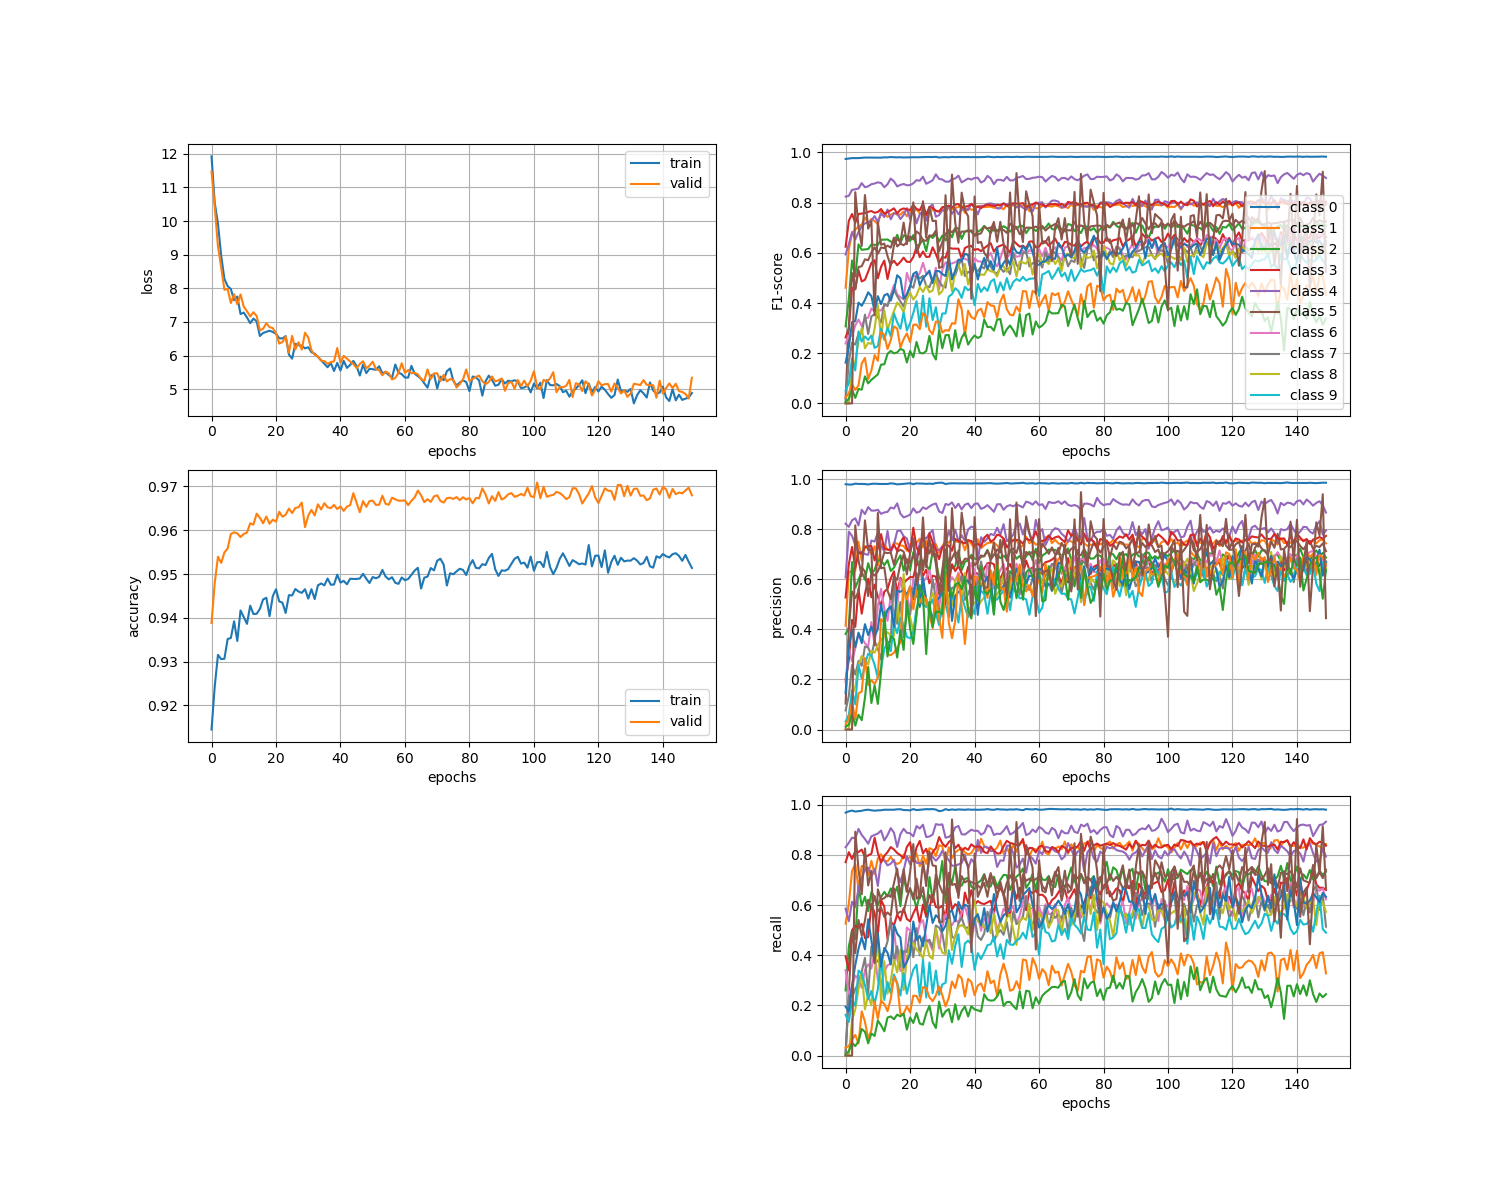 12
11
10
9
8
7
6
5
loss
train
valid
0 20 40 60 80 100 120 140
epochs
1.0
0.8
0.6
0.4
0.2
0.0
F1-score
class 0
class 1
class 2
class 3
class 4
class 5
class 6
class 7
class 8
class 9
0 20 40 60 80 100 120 140
epochs
0.97
0.96
0.95
0.94
0.93
0.92
accuracy
train
valid
0 20 40 60 80 100 120 140
epochs
1.0
0.8
0.6
0.4
0.2
0.0
precision
0 20 40 60 80 100 120 140
epochs
1.0
0.8
0.6
0.4
0.2
0.0
recall
0 20 40 60 80 100 120 140
epochs